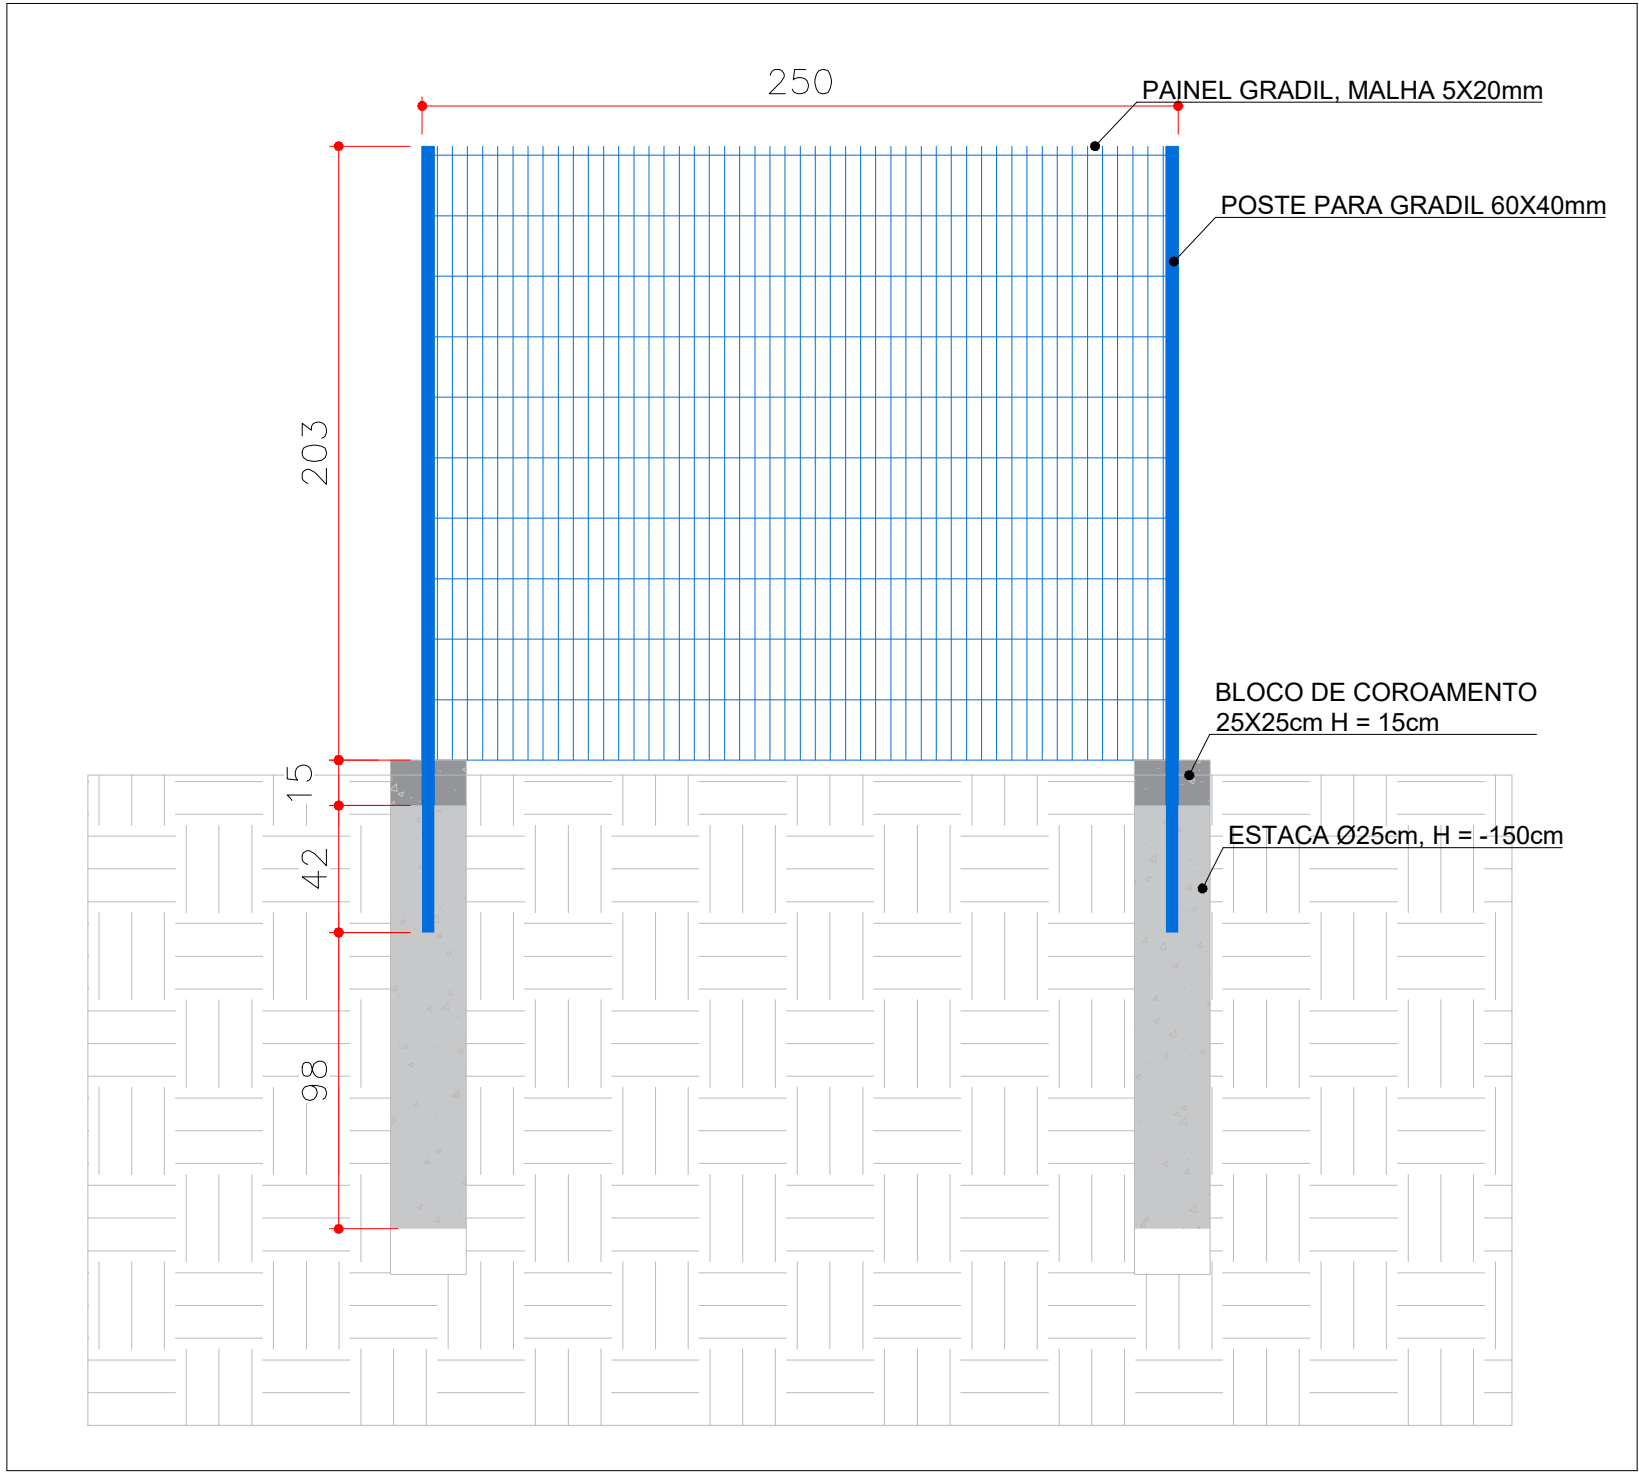 250
PAINEL GRADIL, MALHA 5X20mm
POSTE PARA GRADIL 60X40mm
203
BLOCO DE COROAMENTO
25X25cm H = 15cm
15
ESTACA Ø25cm, H = -150cm
42
98